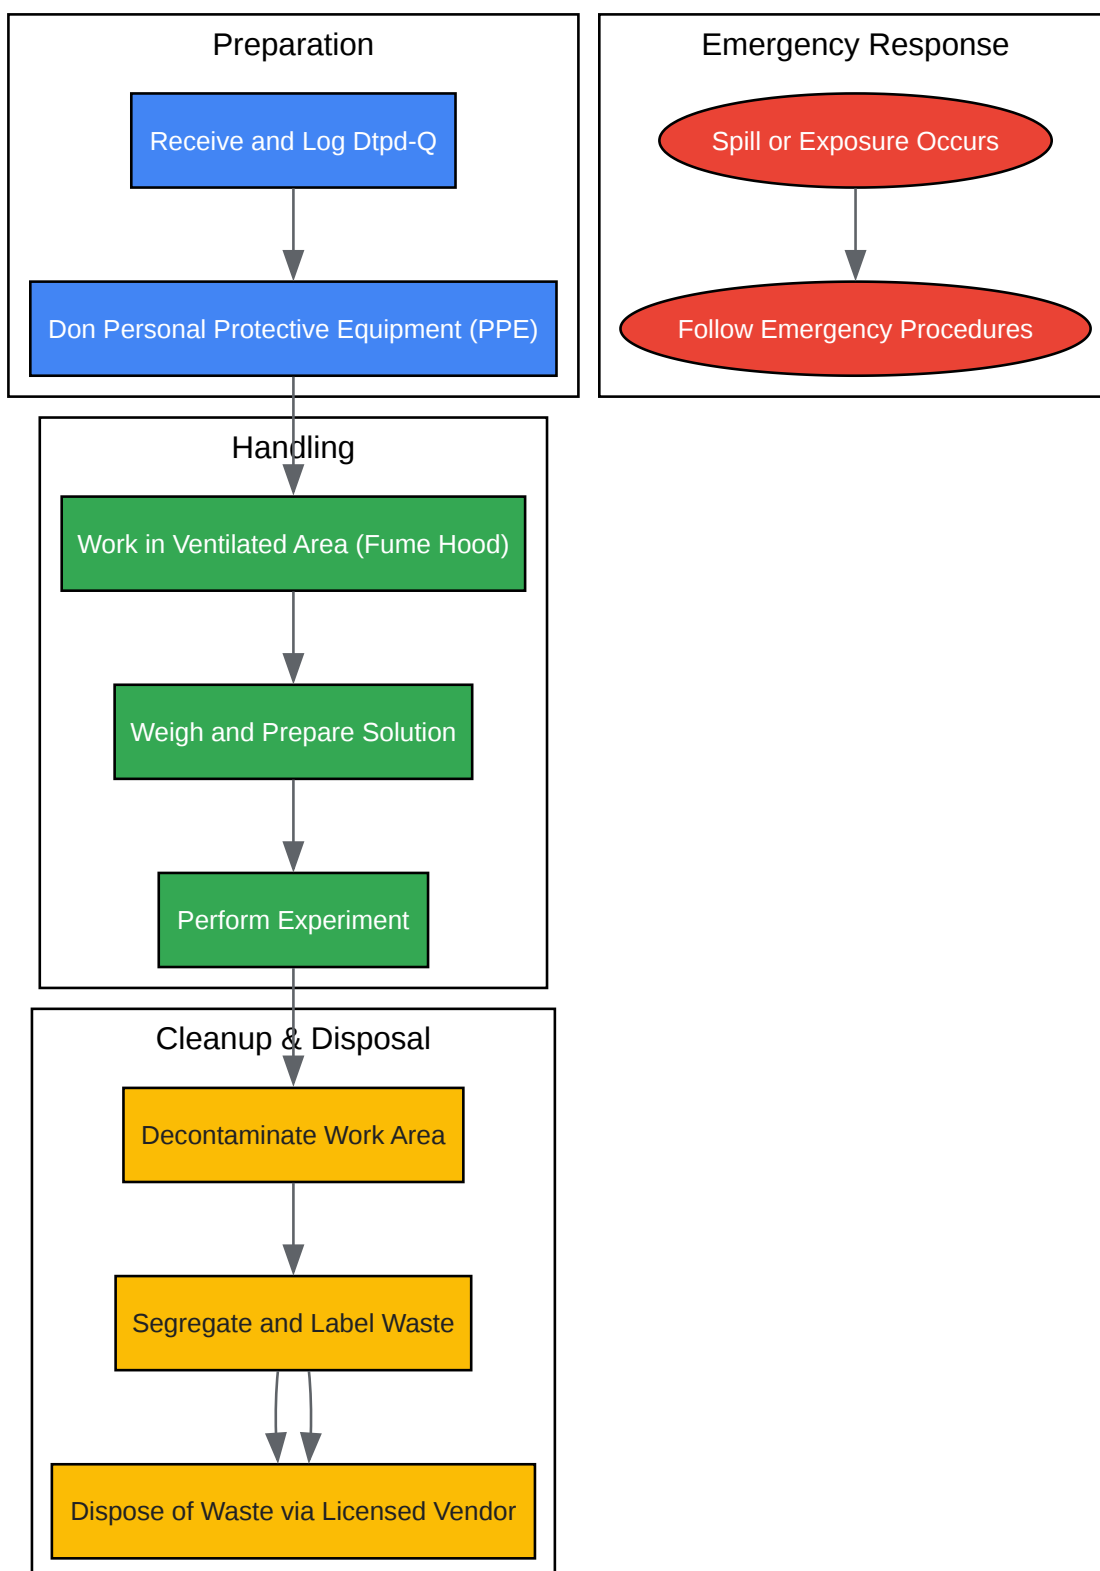 Preparation
Receive and Log Dtpd-Q
Don Personal Protective Equipment (PPE)
Emergency Response
Spill or Exposure Occurs
Follow Emergency Procedures
Handling
Work in Ventilated Area (Fume Hood)
Weigh and Prepare Solution
Perform Experiment
Cleanup & Disposal
Decontaminate Work Area
Segregate and Label Waste
Dispose of Waste via Licensed Vendor